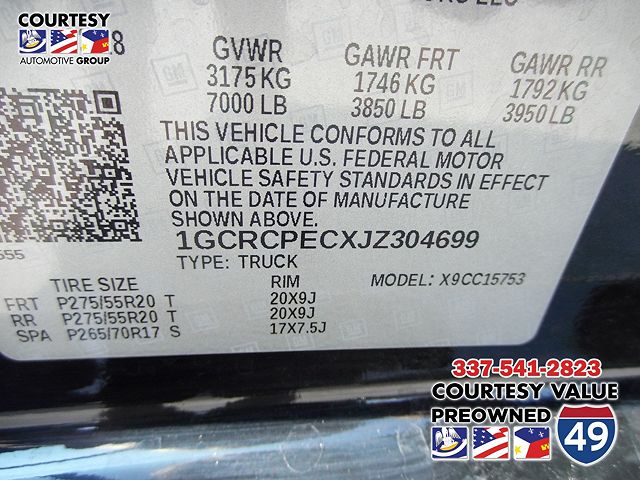 COURTESY
AUTOMOTIVE GROUP
LLC
8
GVWR GAWR FRT GAWR RR
3175 KG 1746 KG 1792 KG
7000 LB 3850 LB 3950 LB
THIS VEHICLE CONFORMS TO ALL
APPLICABLE U.S. FEDERAL MOTOR
VEHICLE SAFETY STANDARDS IN EFFECT
ON THE DATE OF MANUFACTURE
SHOWN ABOVE.
1GCRCPECXJZ304699
555
TYPE: TRUCK MODEL: X9CC15753
TIRE SIZE RIM
FRT P275/55R20 T 20X9J
RR P275/55R20 T 20X9J
SPA P265/70R17 S 17X7.5J
337-541-2823
COURTESY VALUE
PREOWNED
49